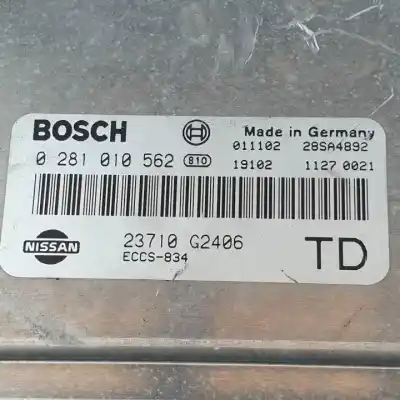 BOSCH Made in Germany
011102 28SA4892
0 281 010 562 810 19102 1127 0021
NISSAN 23710 G2406 TD
ECCS-834